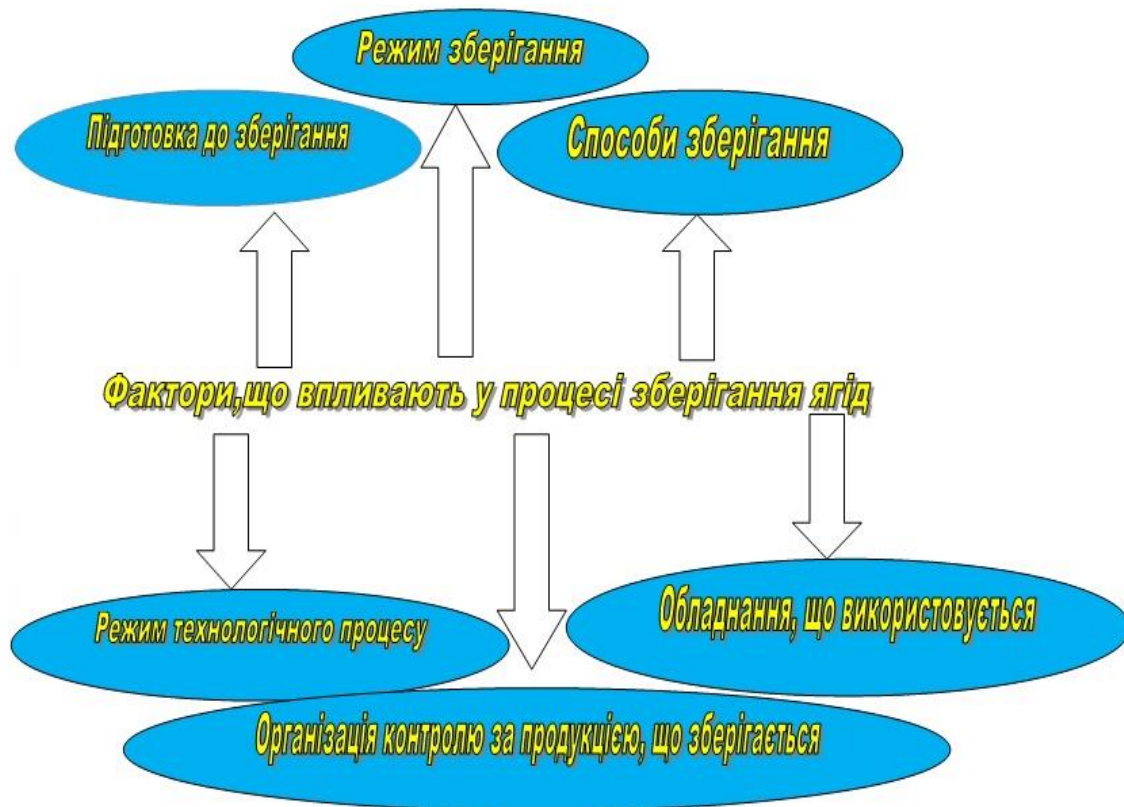 Режим зберігання
Підготовка до зберігання
Способи зберігання
Фактори,що впливають у процесі зберігання ягід
Режим технологічного процесу
Обладнання, що використовується
Організація контролю за продукцією, що зберігається